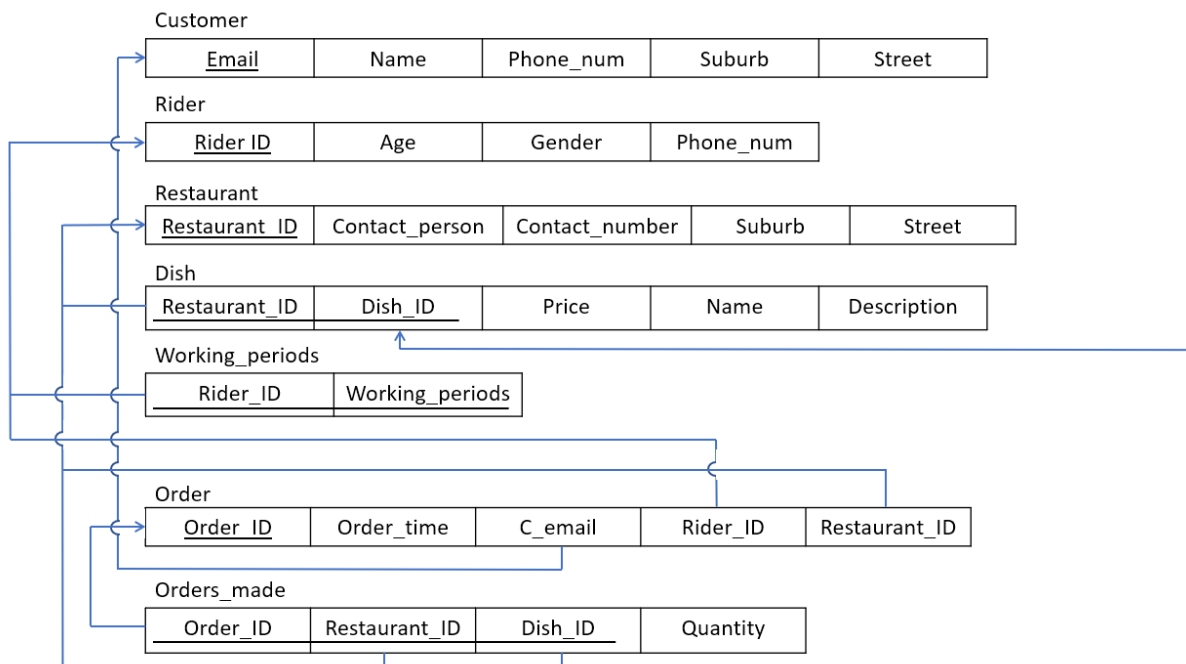 Customer
Email Name Phone_num Suburb Street
Rider
Rider ID Age Gender Phone_num
Restaurant
Restaurant_ID Contact_person Contact_number Suburb Street
Dish
Restaurant_ID Dish_ID Price Name Description
Working_periods
Rider_ID Working_periods
Order
Order_ID Order_time C_email Rider_ID Restaurant_ID
Orders_made
Order_ID Restaurant_ID Dish_ID Quantity